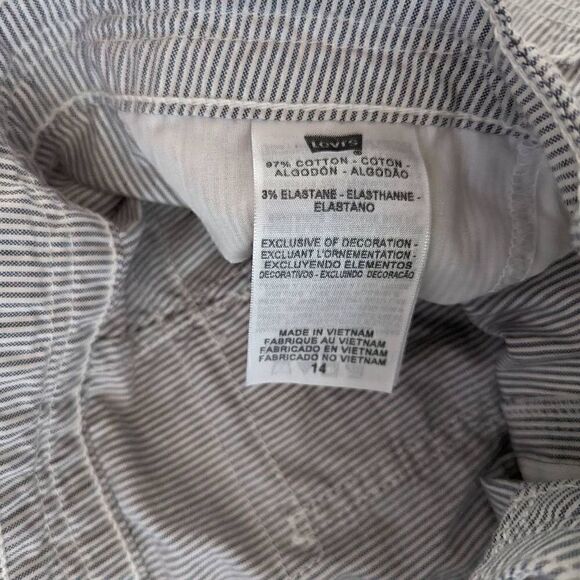 LEVI'S
®
97% COTTON - COTON -
ALGODÓN - ALGODÃO
3% ELASTANE - ELASTHANNE -
ELASTANO
EXCLUSIVE OF DECORATION -
EXCLUANT L'ORNEMENTATION -
EXCLUYENDO ELEMENTOS
DECORATIVOS - EXCLUINDO DECORAÇÃO
MADE IN VIETNAM
FABRIQUE AU VIETNAM
FABRICADO EN VIETNAM
FABRICADO NO VIETNAM
14